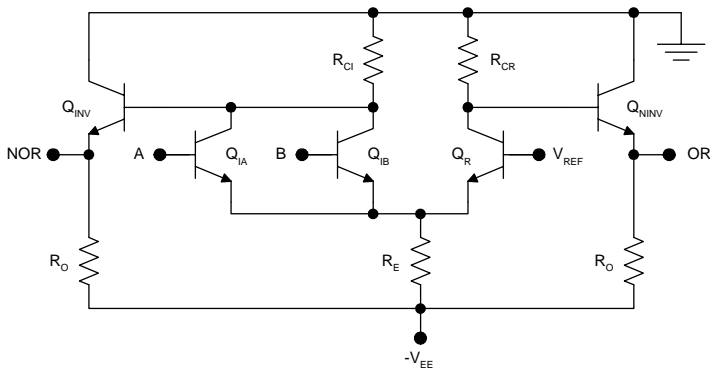 R_CI
R_CR
Q_INV
Q_NINV
NOR
A
Q_IA
B
Q_IB
Q_R
V_REF
OR
R_O
R_E
R_O
-V_EE